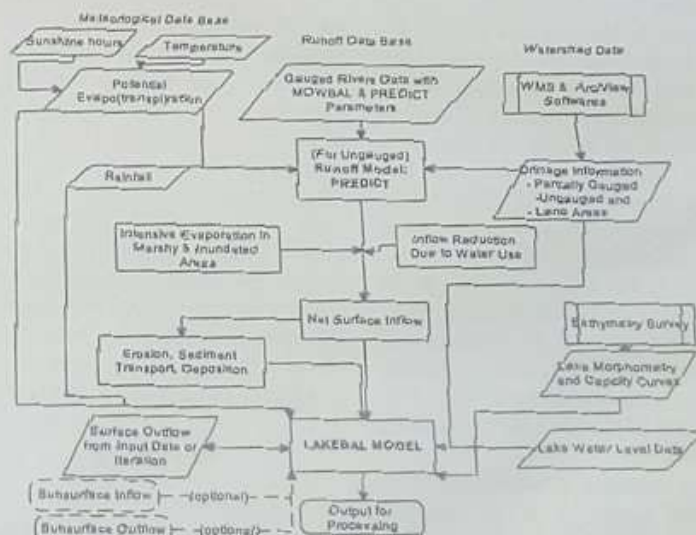 Meteorological Data Base
Sunshine hours
Temperature
Runoff Data Base
Watershed Data
Potential
Evapo(transpi)ration
Gauged Rivers Data with
MOWBAL & PREDICT
Parameters
WMS & ArcView
Softwares
Rainfall
(For Ungauged)
Runoff Model:
PREDICT
Drinage Information
- Partially Gauged
-Ungauged and
- Land Areas
Intensive Evaporation in
Marshy & Inundated
Area
Inflow Reduction
Due to Water Use
Net Surface Inflow
Bathymetry Survey
Erosion, Sediment
Transport, Deposition
Lake Morphometry
and Capcity Curves
Surface Outflow
from Input Data or
Iteration
LAKEBAL MODEL
Lake Water Level Data
Subsurface Inflow
(optional)
Subsurface Outflow
(optional)
Output for
Processing